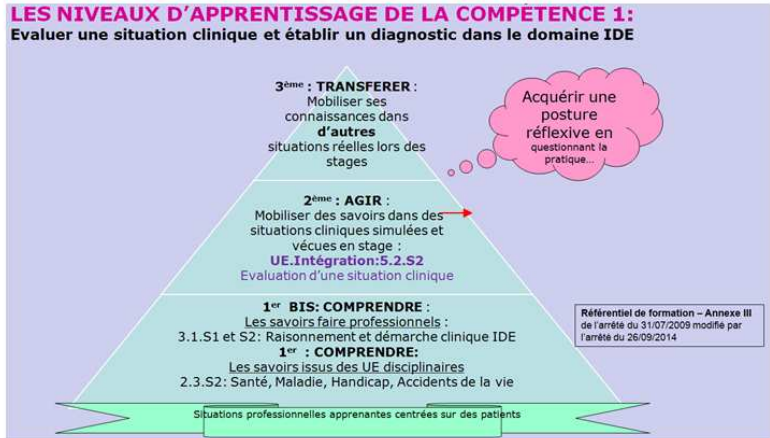 LES NIVEAUX D'APPRENTISSAGE DE LA COMPÉTENCE 1:
Evaluer une situation clinique et établir un diagnostic dans le domaine IDE
3ème : TRANSFERER :
Mobiliser ses
connaissances dans
d'autres
situations réelles lors des
stages
Acquérir une
posture
réflexive en
questionnant la
pratique...
2ème : AGIR :
Mobiliser des savoirs dans des
situations cliniques simulées et
vécues en stage :
UE.Intégration:5.2.S2
Evaluation d'une situation clinique
1er BIS: COMPRENDRE :
Les savoirs faire professionnels :
3.1.S1 et S2: Raisonnement et démarche clinique IDE
1er : COMPRENDRE:
Les savoirs issus des UE disciplinaires
2.3.S2: Santé, Maladie, Handicap, Accidents de la vie
Référentiel de formation – Annexe III
de l'arrêté du 31/07/2009 modifié par
l'arrêté du 26/09/2014
Situations professionnelles apprenantes centrées sur des patients